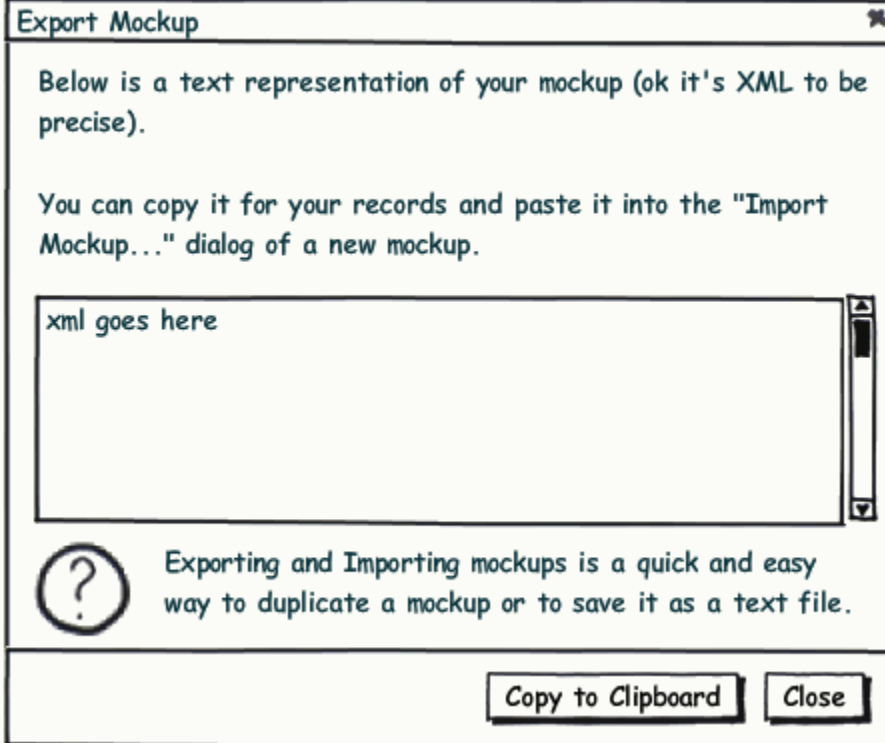 Export Mockup
Below is a text representation of your mockup (ok it's XML to be
precise).
You can copy it for your records and paste it into the "Import
Mockup..." dialog of a new mockup.
xml goes here
?
Exporting and Importing mockups is a quick and easy
way to duplicate a mockup or to save it as a text file.
Copy to Clipboard
Close